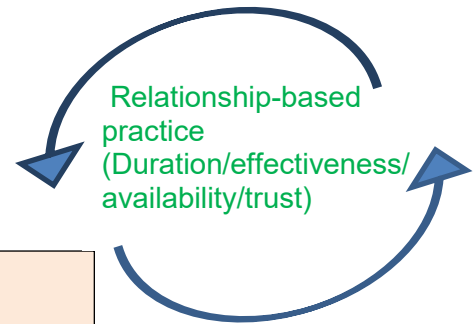 Relationship-based
practice
(Duration/effectiveness/
availability/trust)